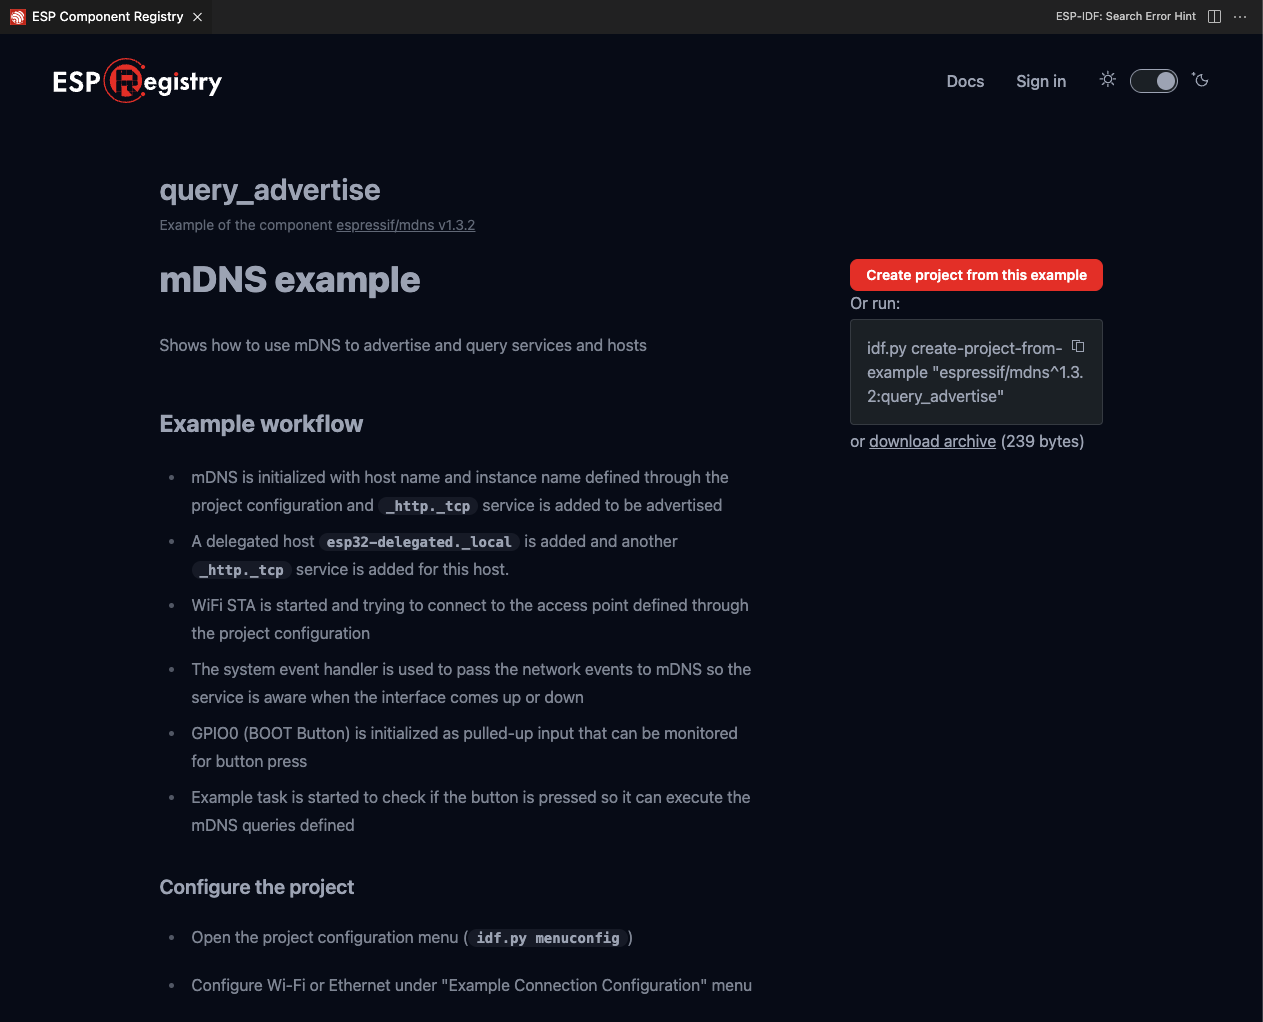 ESP Component Registry
ESP-IDF: Search Error Hint
ESP Registry
Docs
Sign in
query_advertise
Example of the component espressif/mdns v1.3.2
mDNS example
Shows how to use mDNS to advertise and query services and hosts
Example workflow
mDNS is initialized with host name and instance name defined through the
project configuration and _http._tcp service is added to be advertised
A delegated host esp32-delegated._local is added and another
_http._tcp service is added for this host.
WiFi STA is started and trying to connect to the access point defined through
the project configuration
The system event handler is used to pass the network events to mDNS so the
service is aware when the interface comes up or down
GPIO0 (BOOT Button) is initialized as pulled-up input that can be monitored
for button press
Example task is started to check if the button is pressed so it can execute the
mDNS queries defined
Configure the project
Open the project configuration menu (idf.py menuconfig)
Configure Wi-Fi or Ethernet under "Example Connection Configuration" menu
Create project from this example
Or run:
idf.py create-project-from-
example "espressif/mdns^1.3.
2:query_advertise"
or download archive (239 bytes)